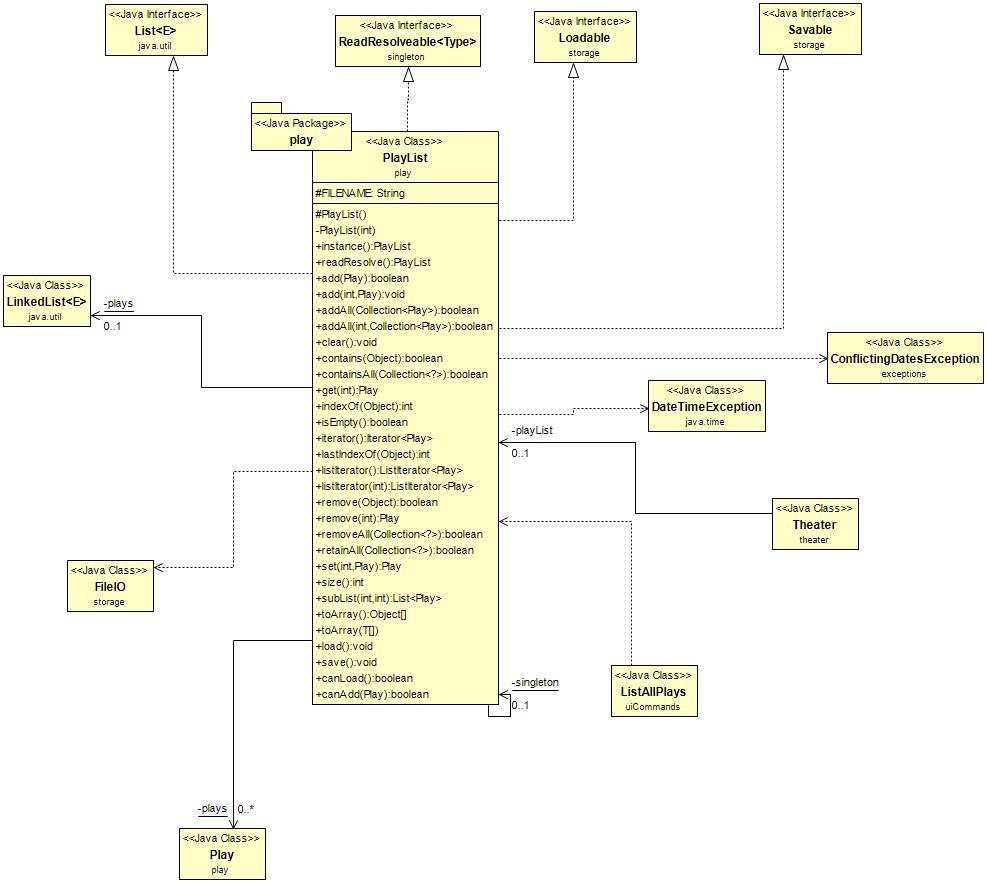 <<Java Interface>>
List<E>
java.util
<<Java Interface>>
ReadResolveable<Type>
singleton
<<Java Interface>>
Loadable
storage
<<Java Interface>>
Savable
storage
<<Java Package>>
play
<<Java Class>>
PlayList
play
#FILENAME: String
#PlayList()
-PlayList(int)
+instance():PlayList
+readResolve():PlayList
+add(Play):boolean
+add(int,Play):void
+addAll(Collection<Play>):boolean
+addAll(int,Collection<Play>):boolean
+clear():void
+contains(Object):boolean
+containsAll(Collection<?>):boolean
+get(int):Play
+indexOf(Object):int
+isEmpty():boolean
+iterator():Iterator<Play>
+lastIndexOf(Object):int
+listIterator():ListIterator<Play>
+listIterator(int):ListIterator<Play>
+remove(Object):boolean
+remove(int):Play
+removeAll(Collection<?>):boolean
+retainAll(Collection<?>):boolean
+set(int,Play):Play
+size():int
+subList(int,int):List<Play>
+toArray():Object[]
+toArray(T[])
+load():void
+save():void
+canLoad():boolean
+canAdd(Play):boolean
<<Java Class>>
LinkedList<E>
java.util
-plays
0..1
<<Java Class>>
ConflictingDatesException
exceptions
<<Java Class>>
DateTimeException
java.time
-playList
0..1
<<Java Class>>
Theater
theater
<<Java Class>>
FileIO
storage
<<Java Class>>
ListAllPlays
uiCommands
-singleton
0..1
-plays
0..*
<<Java Class>>
Play
play